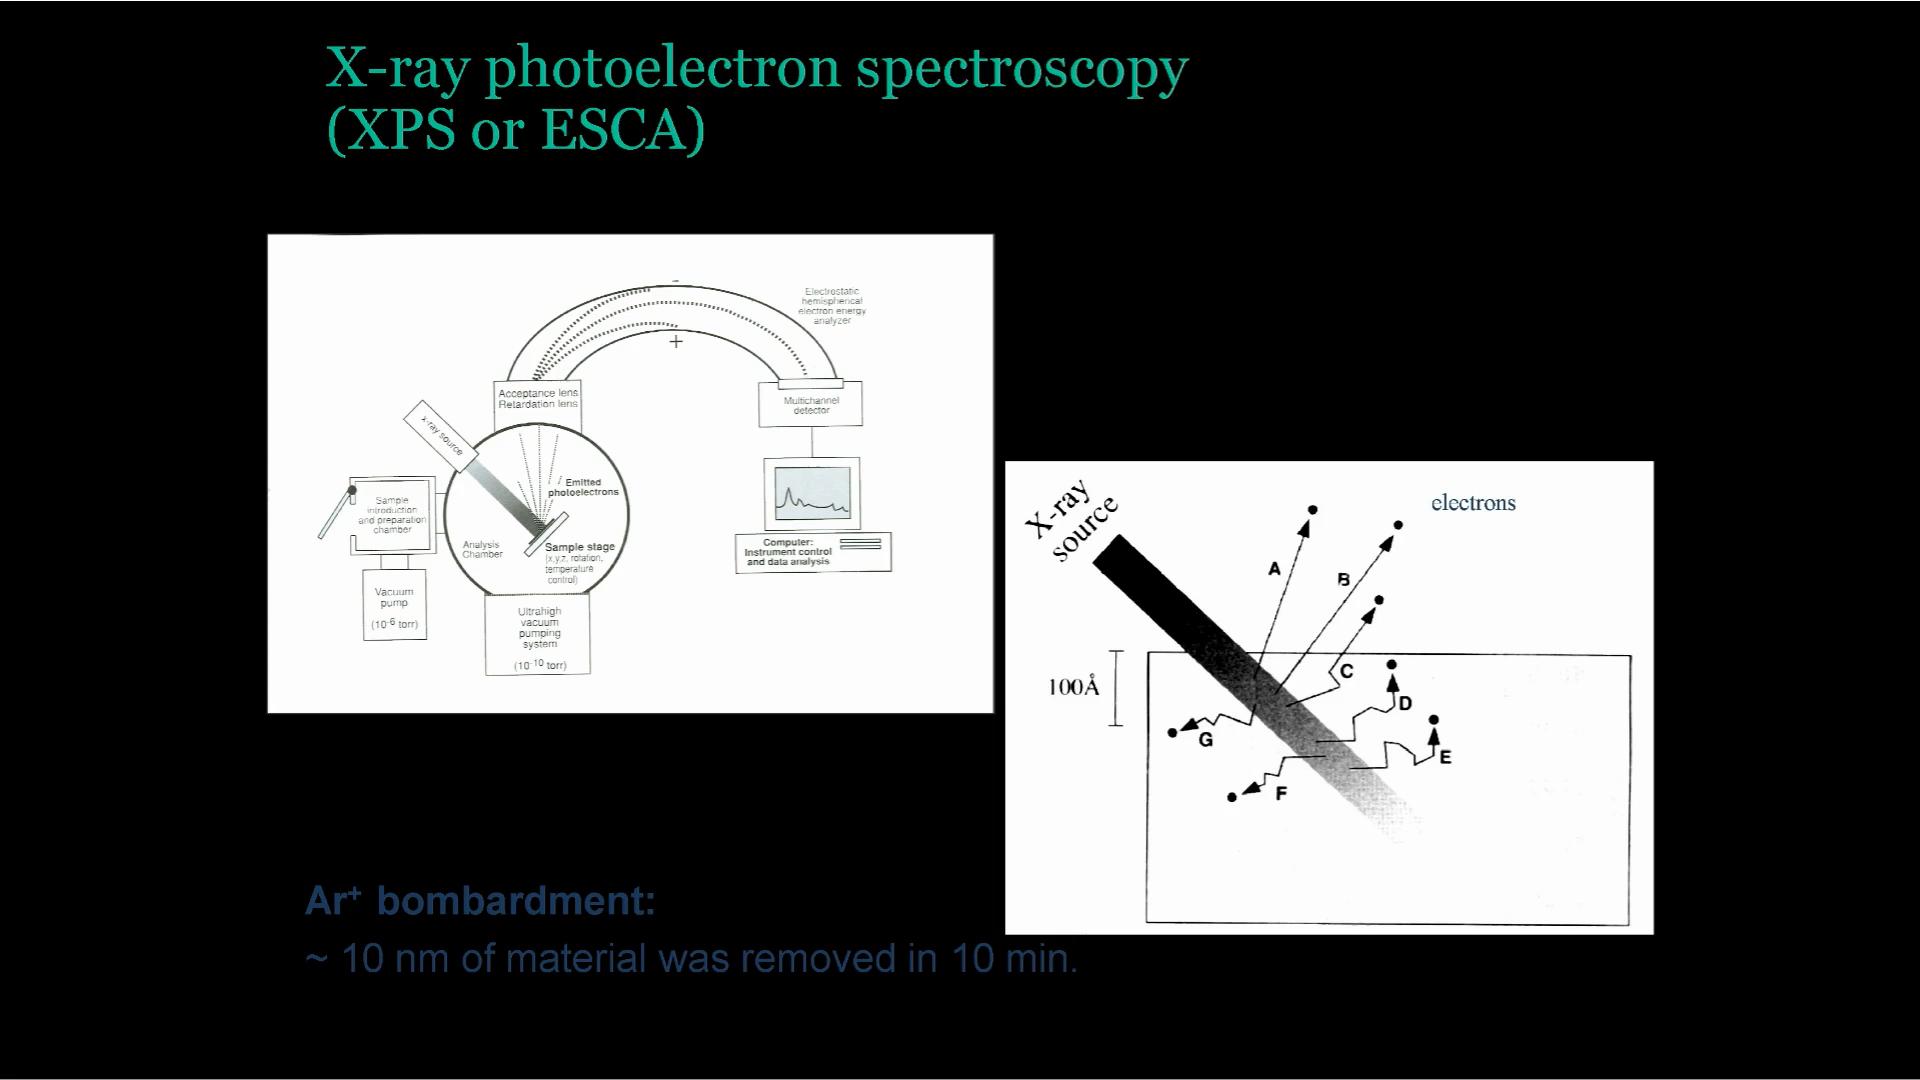 X-ray photoelectron spectroscopy
(XPS or ESCA)
-
Electrostatic
hemispherical
electron energy
analyzer
+
Acceptance lens
Retardation lens
Multichannel
detector
x-ray source
Emitted
photoelectrons
Sample
introduction
and preparation
chamber
Analysis
Chamber
Sample stage
(x,y,z, rotation,
temperature
control)
Computer:
Instrument control
and data analysis
Vacuum
pump
(10-6 torr)
Ultrahigh
vacuum
pumping
system
(10-10 torr)
X-ray
source
electrons
A
B
C
100Å
D
G
E
F
Ar+ bombardment:
~ 10 nm of material was removed in 10 min.